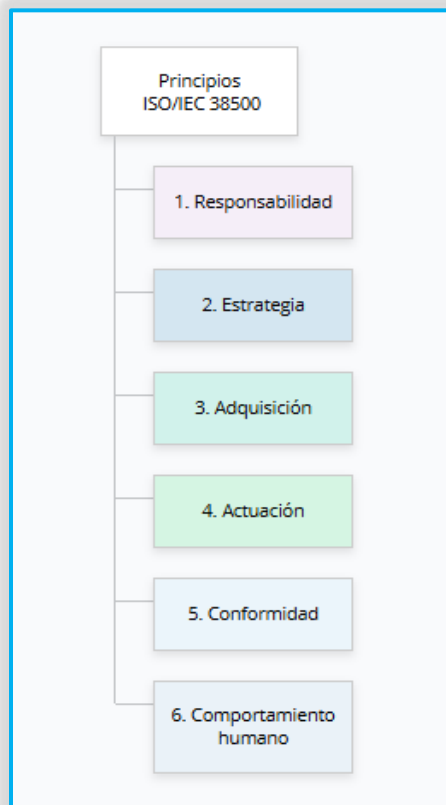 Principios
ISO/IEC 38500
1. Responsabilidad
2. Estrategia
3. Adquisición
4. Actuación
5. Conformidad
6. Comportamiento
humano